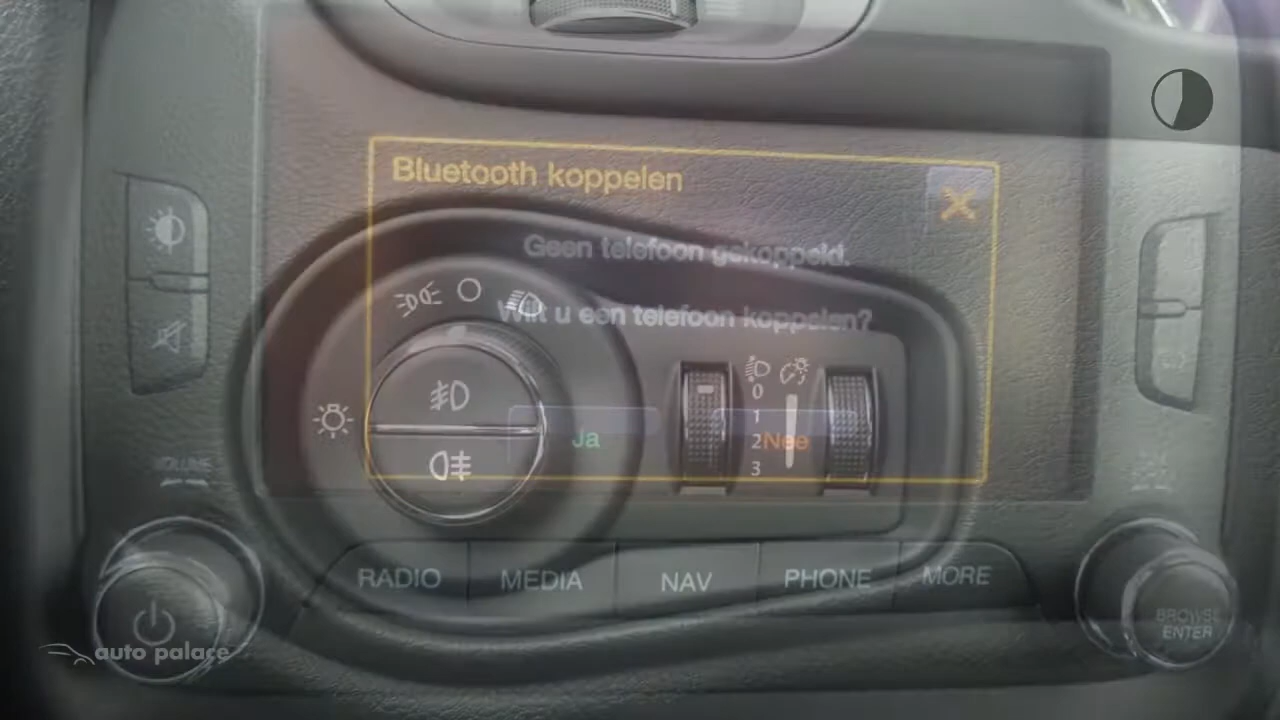 Bluetooth koppelen
Geen telefoon gekoppeld.
Wilt u een telefoon koppelen?
0
1
Ja
2
Nee
3
VOLUME
RADIO MEDIA NAV PHONE MORE
BROWSE
ENTER
auto palace